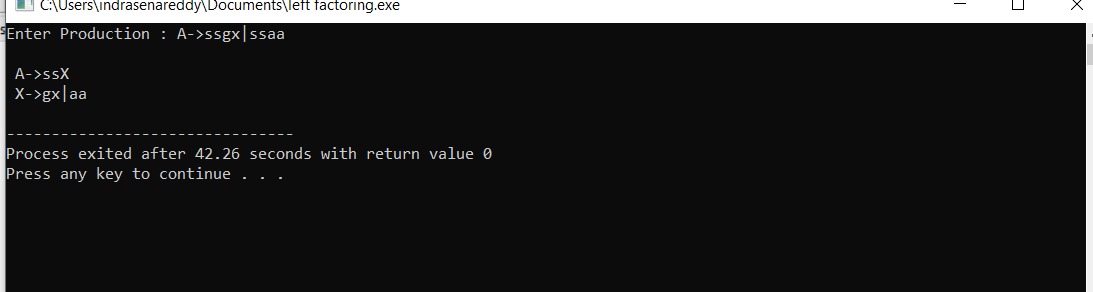 C:\Users\indrasenareddy\Documents\left factoring.exe
Enter Production : A->ssgx|ssaa
A->ssX
X->gx|aa
--------------------------------
Process exited after 42.26 seconds with return value 0
Press any key to continue . . .